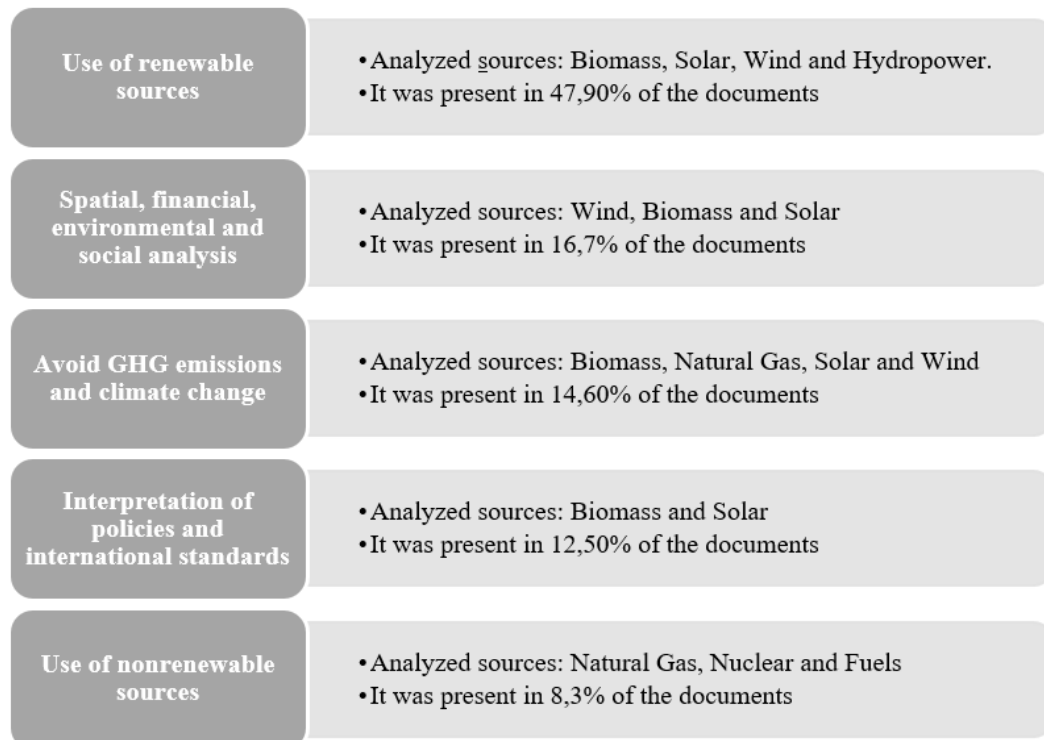 Use of renewable
sources
•Analyzed sources: Biomass, Solar, Wind and Hydropower.
•It was present in 47,90% of the documents
Spatial, financial,
environmental and
social analysis
•Analyzed sources: Wind, Biomass and Solar
•It was present in 16,7% of the documents
Avoid GHG emissions
and climate change
•Analyzed sources: Biomass, Natural Gas, Solar and Wind
•It was present in 14,60% of the documents
Interpretation of
policies and
international standards
•Analyzed sources: Biomass and Solar
•It was present in 12,50% of the documents
Use of nonrenewable
sources
•Analyzed sources: Natural Gas, Nuclear and Fuels
•It was present in 8,3% of the documents